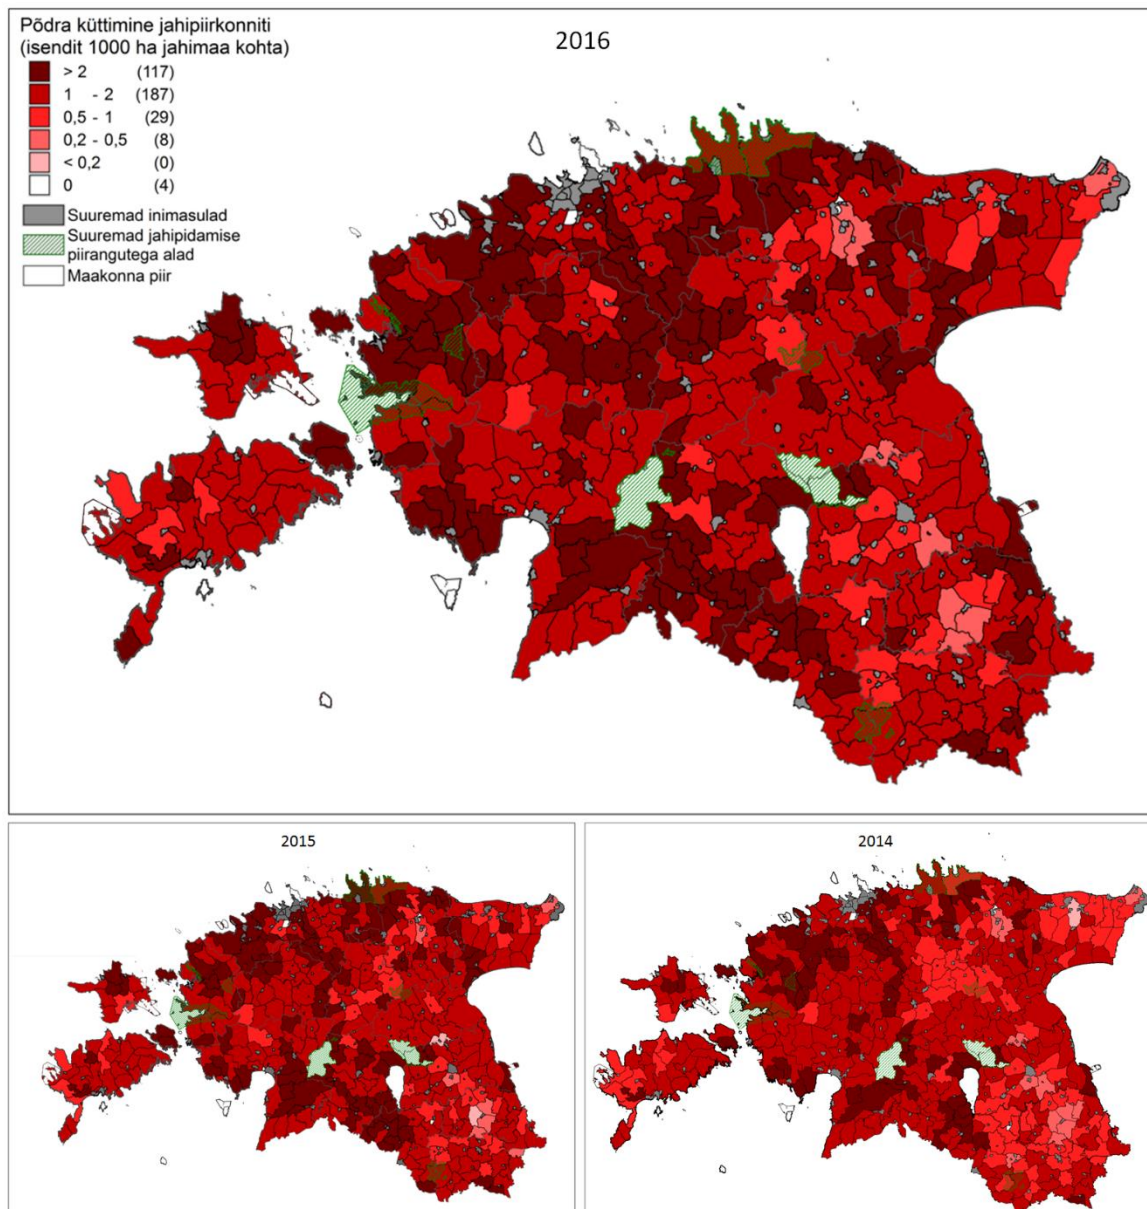 Põdra küttimine jahipiirkonniti
(isendit 1000 ha jahimaa kohta)
> 2 (117)
1 - 2 (187)
0,5 - 1 (29)
0,2 - 0,5 (8)
< 0,2 (0)
0 (4)
Suuremad inimasulad
Suuremad jahipidamise
piirangutega alad
Maakonna piir
2016
2015
2014